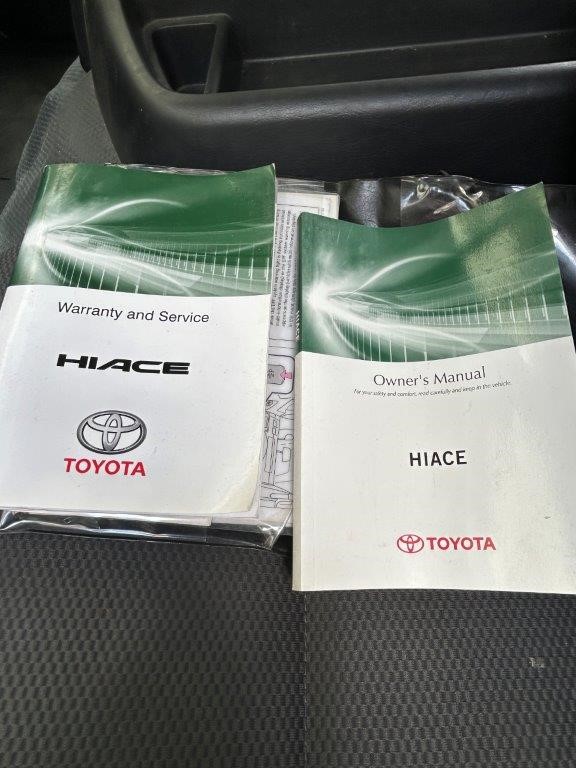 Warranty and Service
HIACE
TOYOTA
HIACE
Owner's Manual
For your safety and comfort, read carefully and keep in the vehicle.
HIACE
TOYOTA